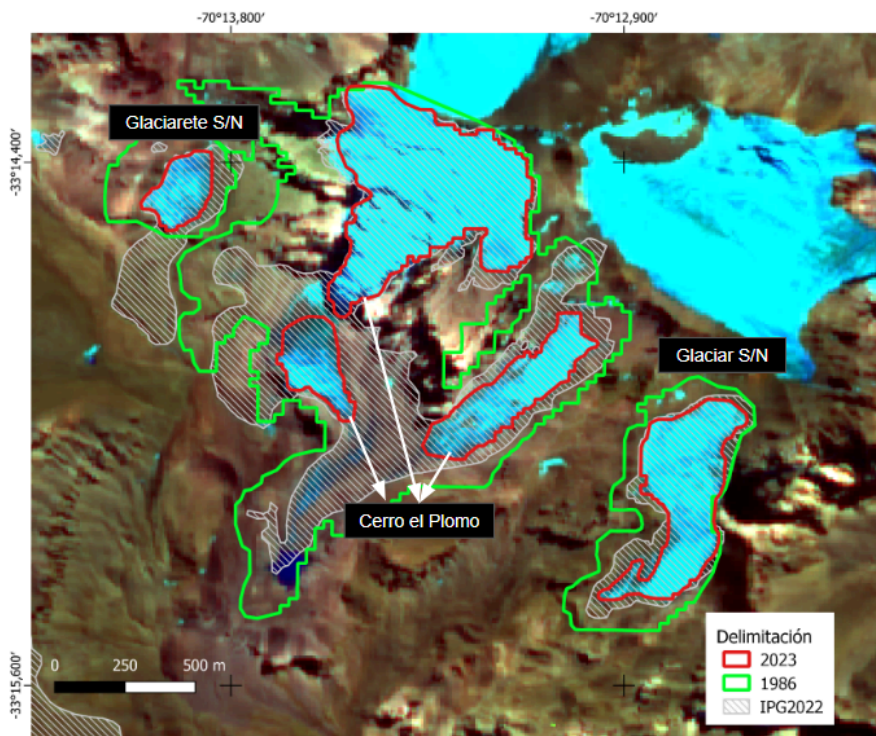 -70°13,800′
-70°12,900′
Glaciarete S/N
-33°14,400′
Glaciar S/N
Cerro el Plomo
Delimitación
2023
1986
IPG2022
0 250 500 m
-33°15,600′